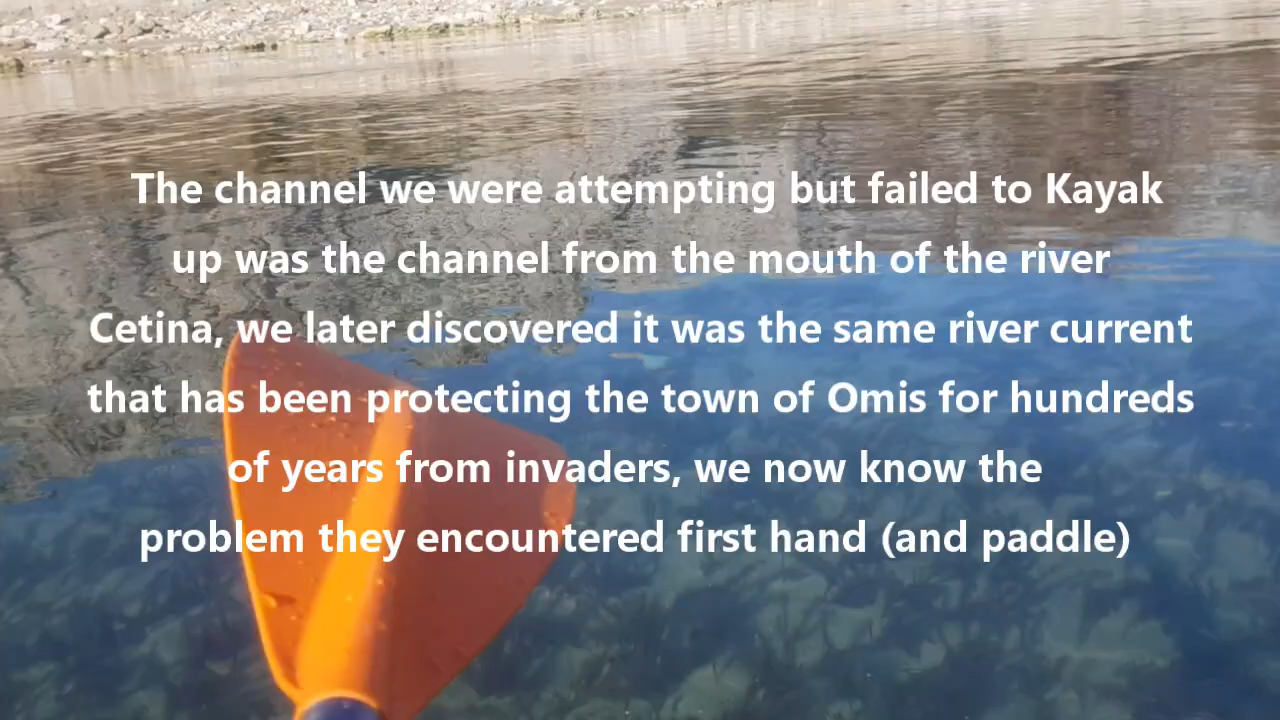 The channel we were attempting but failed to Kayak
up was the channel from the mouth of the river
Cetina, we later discovered it was the same river current
that has been protecting the town of Omis for hundreds
of years from invaders, we now know the
problem they encountered first hand (and paddle)